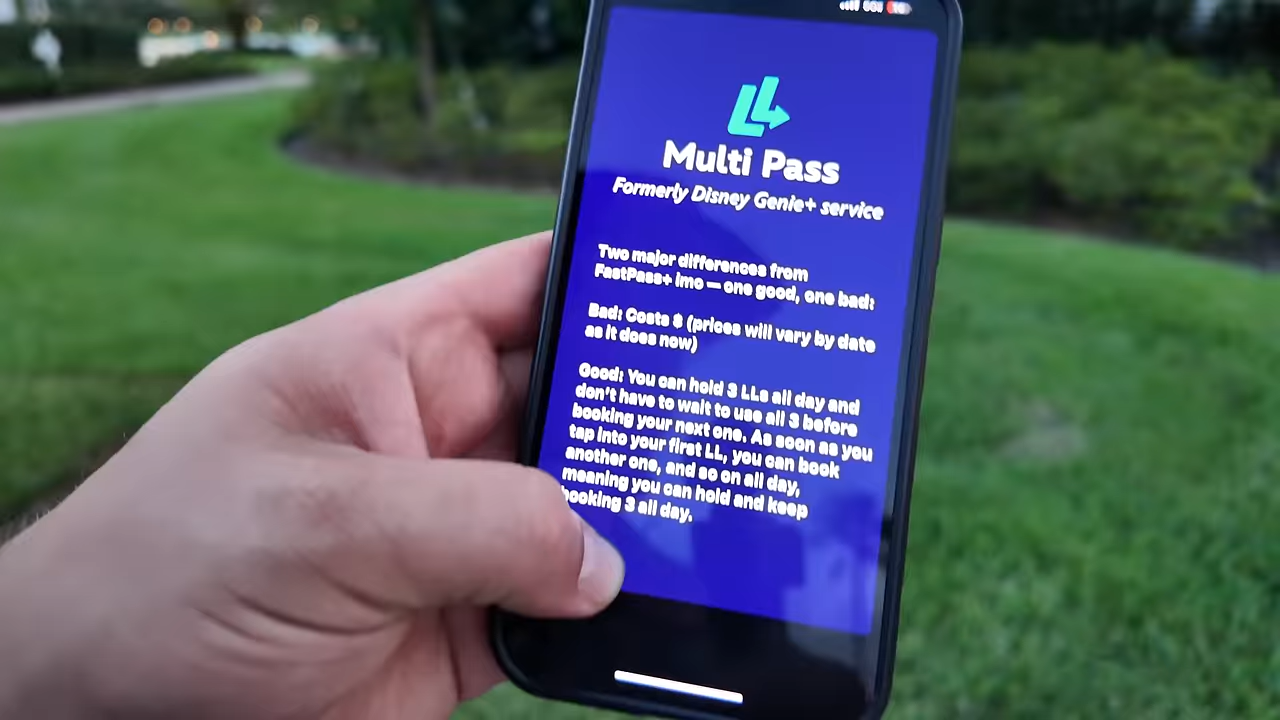 LL
Multi Pass
Formerly Disney Genie+ service
Two major differences from
FastPass+ imo — one good, one bad:
Bad: Costs $ (prices will vary by date
as it does now)
Good: You can hold 3 LLs all day and
don't have to wait to use all 3 before
booking your next one. As soon as you
tap into your first LL, you can book
another one, and so on all day,
meaning you can hold and keep
booking 3 all day.